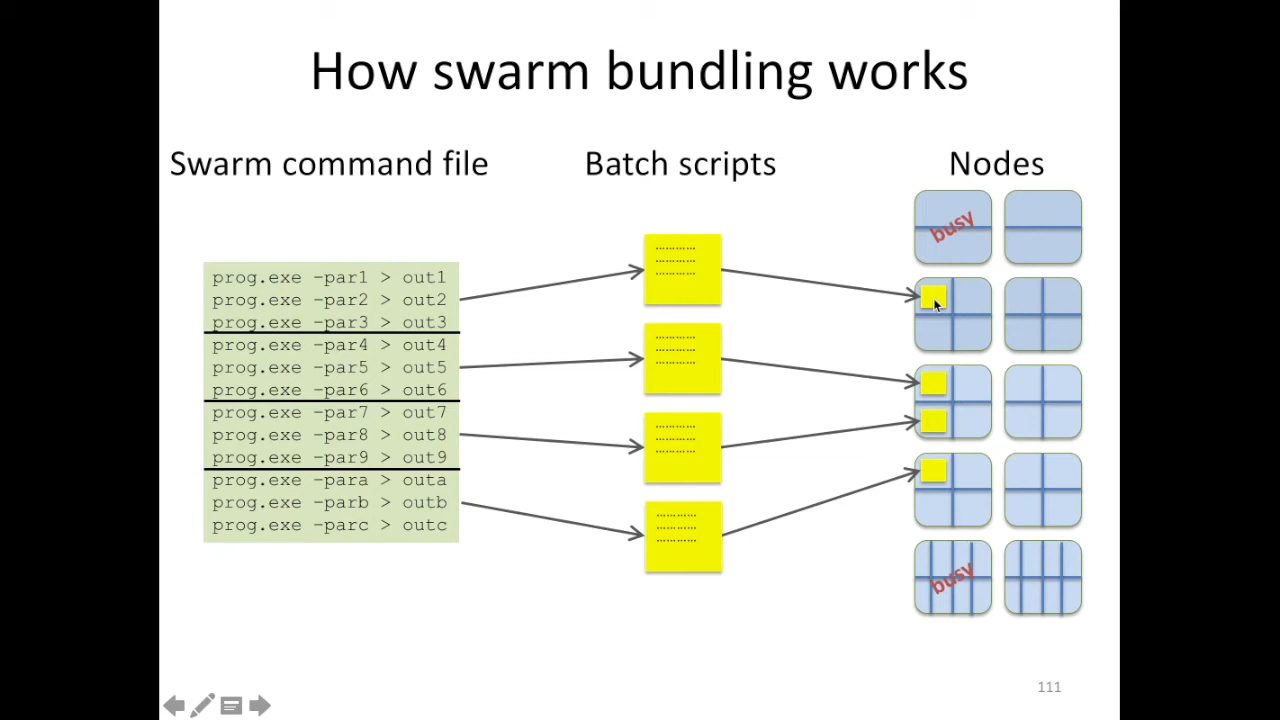 How swarm bundling works
Swarm command file
Batch scripts
Nodes
prog.exe –par1 > out1
prog.exe –par2 > out2
prog.exe –par3 > out3
prog.exe –par4 > out4
prog.exe –par5 > out5
prog.exe –par6 > out6
prog.exe –par7 > out7
prog.exe –par8 > out8
prog.exe –par9 > out9
prog.exe –para > outa
prog.exe –parb > outb
prog.exe –parc > outc
…………
…………
…………
…………
…………
…………
…………
…………
…………
…………
…………
…………
busy
busy
111